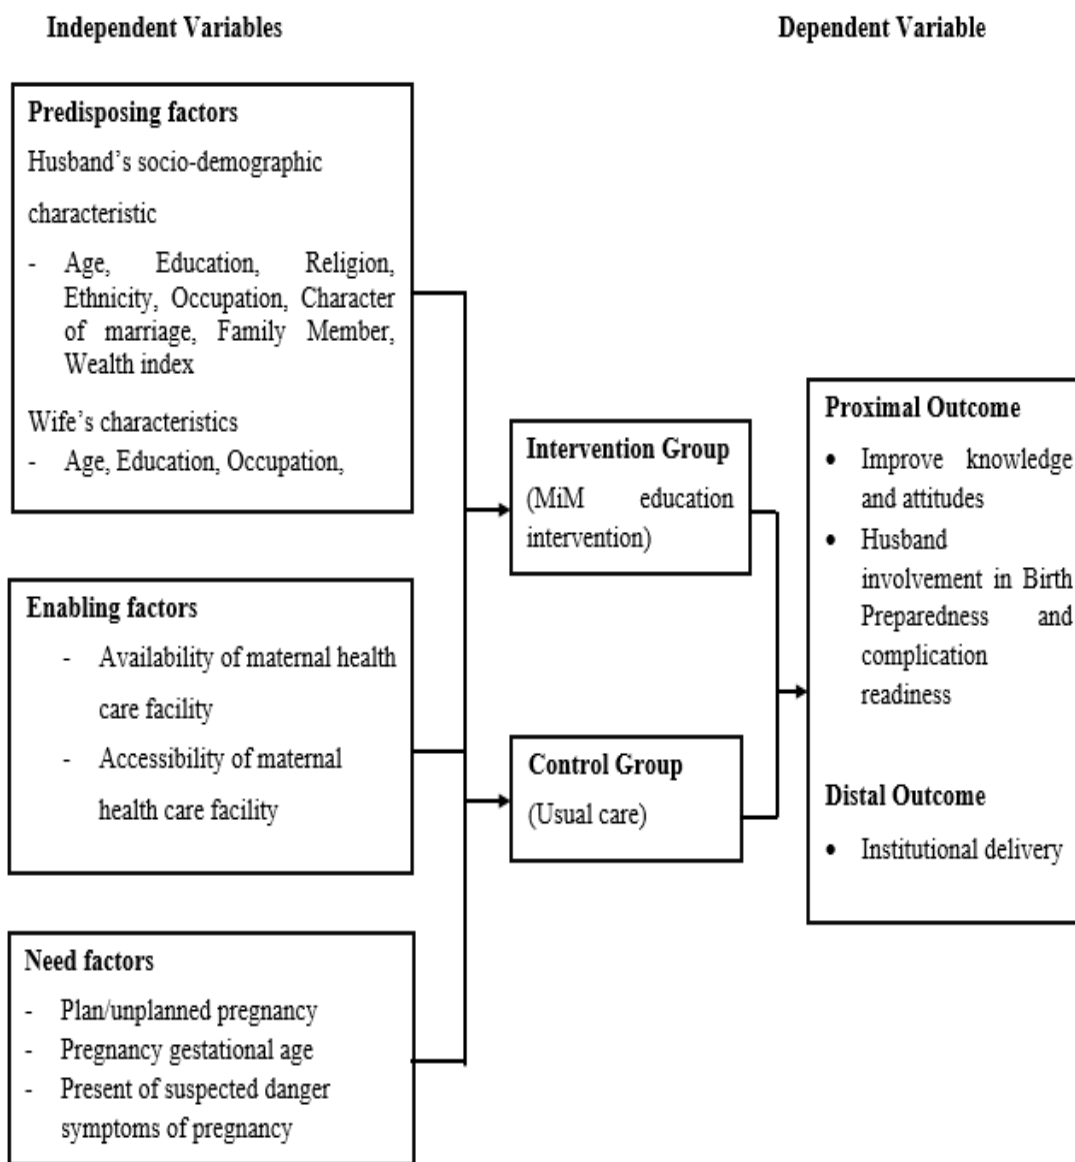 Independent Variables
Dependent Variable
Predisposing factors
Husband's socio-demographic
characteristic
- Age, Education, Religion,
Ethnicity, Occupation, Character
of marriage, Family Member,
Wealth index
Wife's characteristics
- Age, Education, Occupation,
Enabling factors
- Availability of maternal health
care facility
- Accessibility of maternal
health care facility
Need factors
- Plan/unplanned pregnancy
- Pregnancy gestational age
- Present of suspected danger
symptoms of pregnancy
Intervention Group
(MiM education
intervention)
Control Group
(Usual care)
Proximal Outcome
• Improve knowledge
and attitudes
• Husband
involvement in Birth
Preparedness and
complication
readiness
Distal Outcome
• Institutional delivery